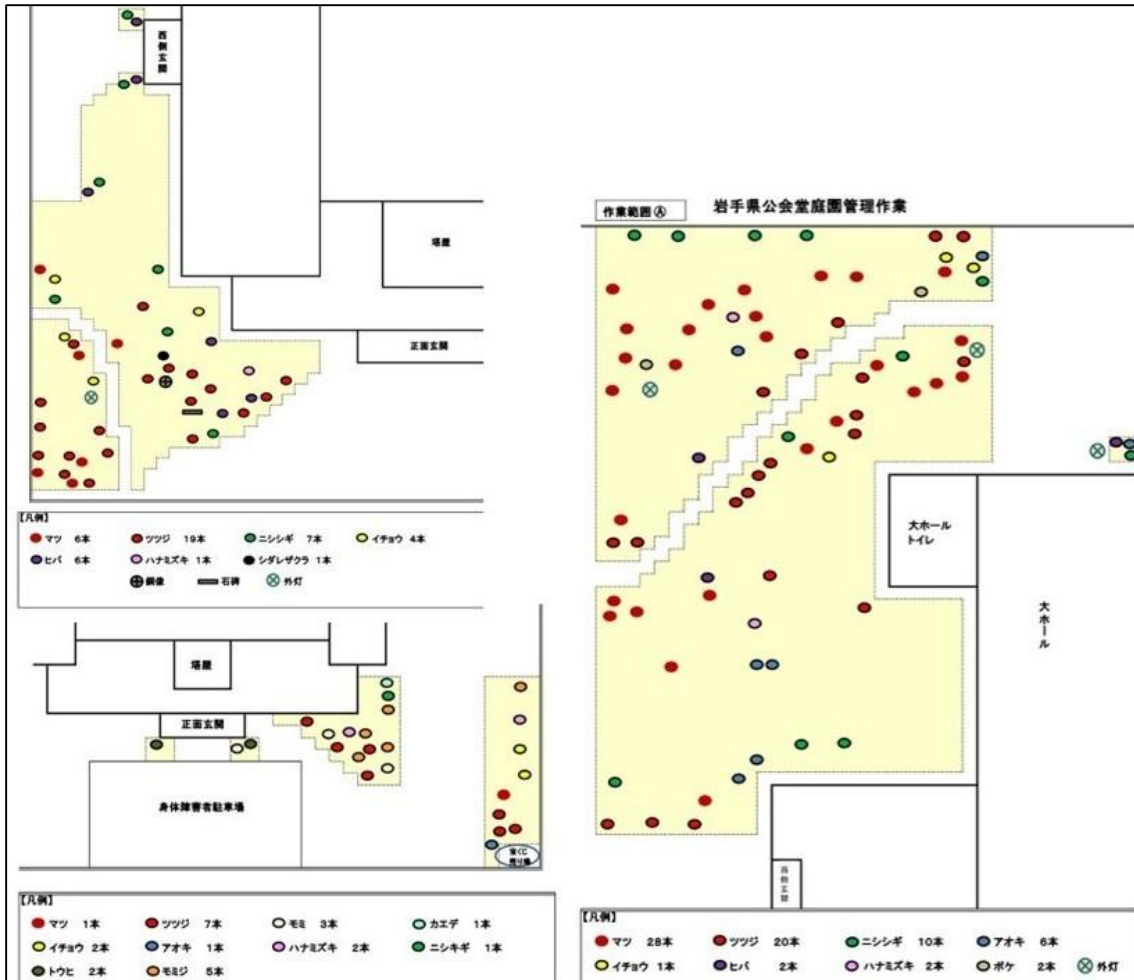 西側玄関
塔屋
正面玄関
【凡例】
マツ 6本 ツツジ 19本 ニシシギ 7本 イチョウ 4本
ヒバ 6本 ハナミズキ 1本 シダレザクラ 1本
銅像 石碑 外灯
塔屋
正面玄関
身体障害者駐車場
宝くじ
売り場
【凡例】
マツ 1本 ツツジ 7本 モミ 3本 カエデ 1本
イチョウ 2本 アオキ 1本 ハナミズキ 2本 ニシキギ 1本
トウヒ 2本 モミジ 5本
作業範囲Ⓐ 岩手県公会堂庭園管理作業
大ホール
トイレ
大ホール
西側玄関
【凡例】
マツ 28本 ツツジ 20本 ニシシギ 10本 アオキ 6本
イチョウ 1本 ヒバ 2本 ハナミズキ 2本 ボケ 2本 外灯